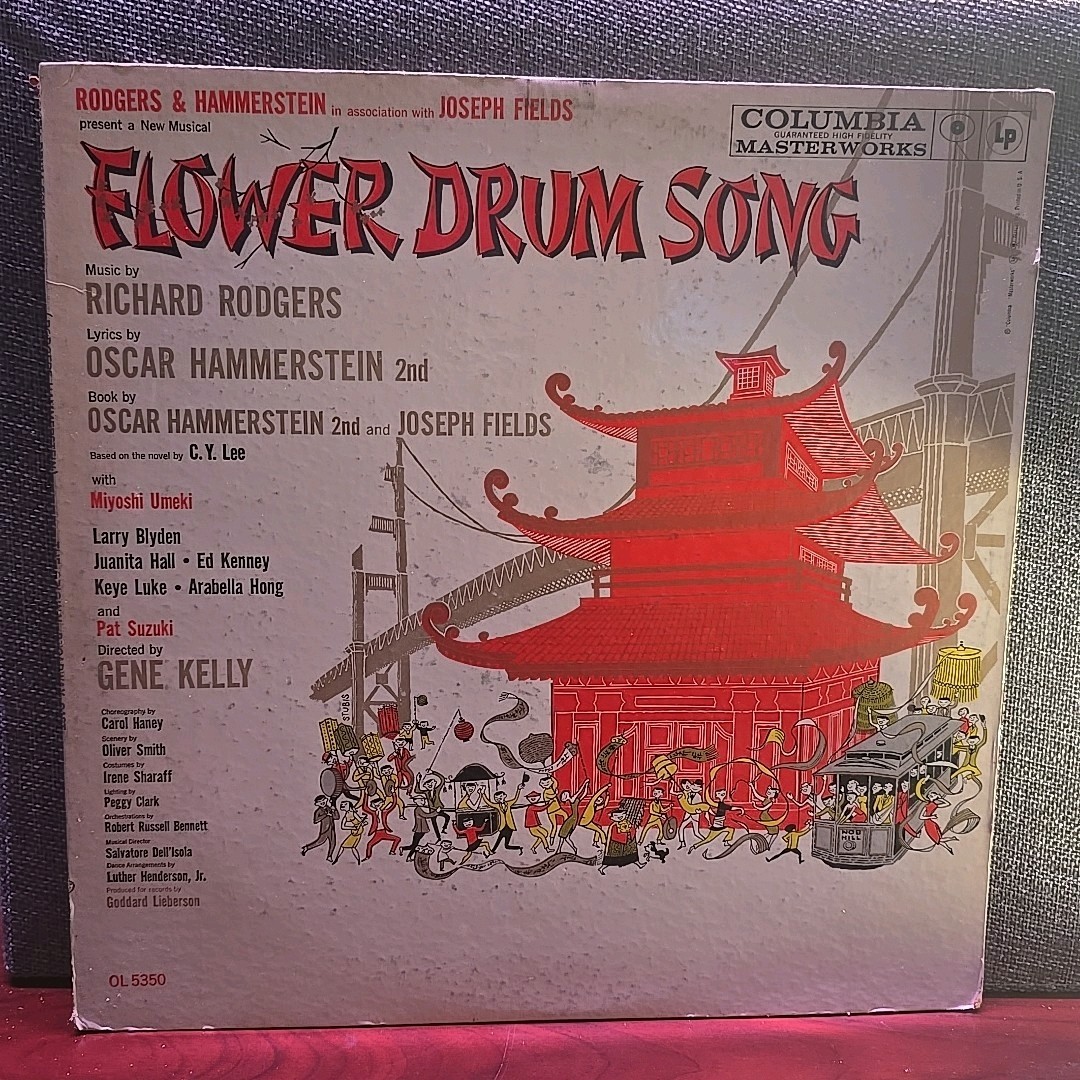 RODGERS & HAMMERSTEIN in association with JOSEPH FIELDS
present a New Musical
FLOWER DRUM SONG
COLUMBIA
GUARANTEED HIGH FIDELITY
MASTERWORKS
LP
Music by
RICHARD RODGERS
Lyrics by
OSCAR HAMMERSTEIN 2nd
Book by
OSCAR HAMMERSTEIN 2nd and JOSEPH FIELDS
Based on the novel by C.Y. Lee
with
Miyoshi Umeki
Larry Blyden
Juanita Hall • Ed Kenney
Keye Luke • Arabella Hong
and
Pat Suzuki
Directed by
GENE KELLY
Choreography by
Carol Haney
Scenery by
Oliver Smith
Costumes by
Irene Sharaff
Lighting by
Peggy Clark
Orchestrations by
Robert Russell Bennett
Musical Director
Salvatore Dell'Isola
Dance Arrangements by
Luther Henderson, Jr.
Produced for records by
Goddard Lieberson
STUBIS
NOB
HILL
OL 5350